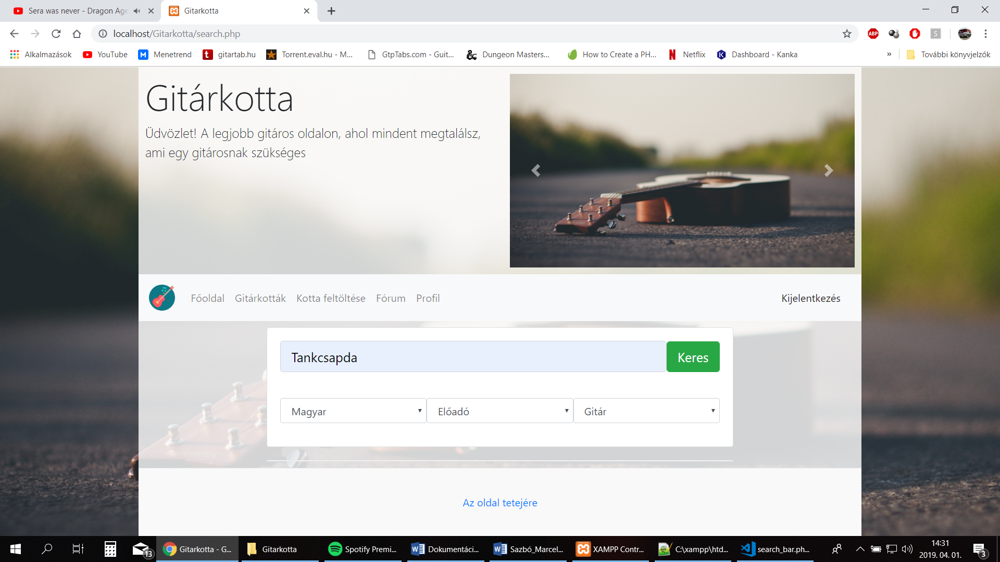 Sera was never - Dragon Age
Gitarkotta
localhost/Gitarkotta/search.php
ABP
S
Alkalmazások YouTube Menetrend gitartab.hu Torrent.eval.hu - M... GtpTabs.com - Guit... Dungeon Masters... How to Create a PH... Netflix Dashboard - Kanka » További könyvjelzők
Gitárkotta
Üdvözlet! A legjobb gitáros oldalon, ahol mindent megtalálsz,
ami egy gitárosnak szükséges
Főoldal Gitárkották Kotta feltöltése Fórum Profil Kijelentkezés
Tankcsapda Keres
Magyar Előadó Gitár
Az oldal tetejére
13 Gitarkotta - G... Gitarkotta Spotify Premi... Dokumentáci... Sazbó_Marcel... XAMPP Contr... C:\xampp\htd... search_bar.ph...
14:31
2019. 04. 01.
3